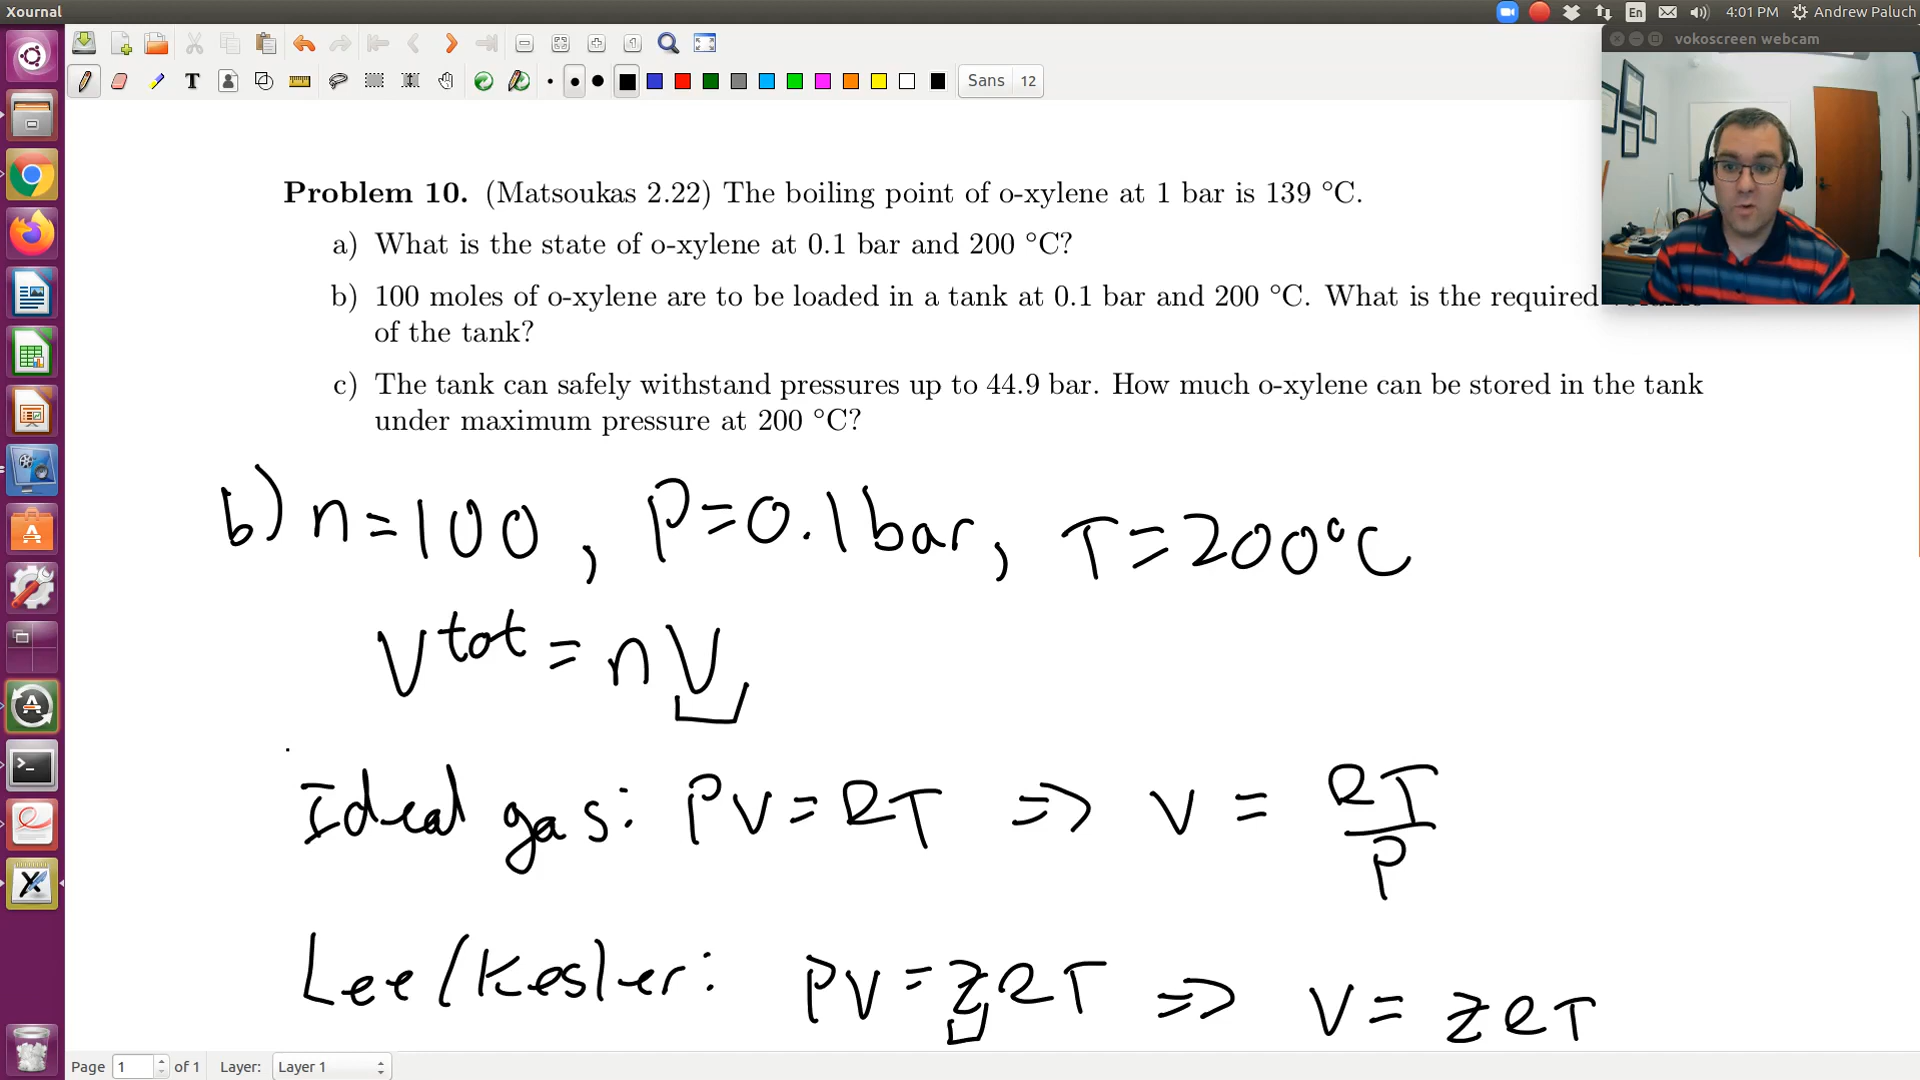 Xournal
En 4:01 PM Andrew Paluch
vokoscreen webcam
Sans 12
Problem 10. (Matsoukas 2.22) The boiling point of o-xylene at 1 bar is 139 °C.
a) What is the state of o-xylene at 0.1 bar and 200 °C?
b) 100 moles of o-xylene are to be loaded in a tank at 0.1 bar and 200 °C. What is the required
of the tank?
c) The tank can safely withstand pressures up to 44.9 bar. How much o-xylene can be stored in the tank
under maximum pressure at 200 °C?
b) n=100, P=0.1bar, T=200°C
V^tot = nV
Ideal gas: PV=RT => V = RT/P
Lee/Kesler: PV=ZRT => V= ZRT
Page 1 of 1 Layer: Layer 1